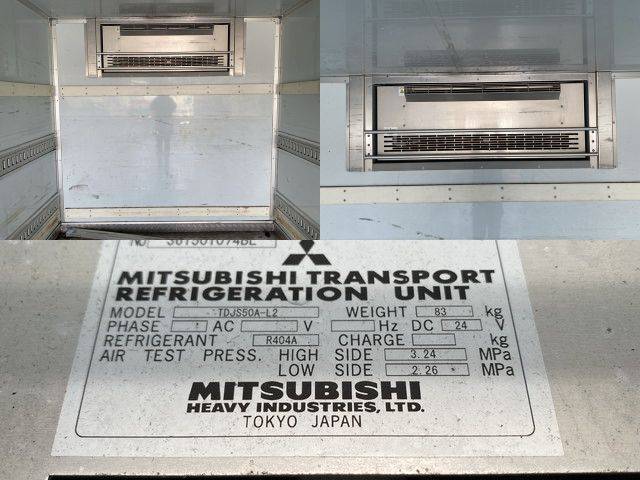 No
MITSUBISHI TRANSPORT
REFRIGERATION UNIT
MODEL TDJS50A-L2 WEIGHT 83 kg
PHASE AC V Hz DC 24 V
REFRIGERANT R404A CHARGE kg
AIR TEST PRESS. HIGH SIDE 3.24 MPa
LOW SIDE 2.26 MPa
MITSUBISHI
HEAVY INDUSTRIES, LTD.
TOKYO JAPAN